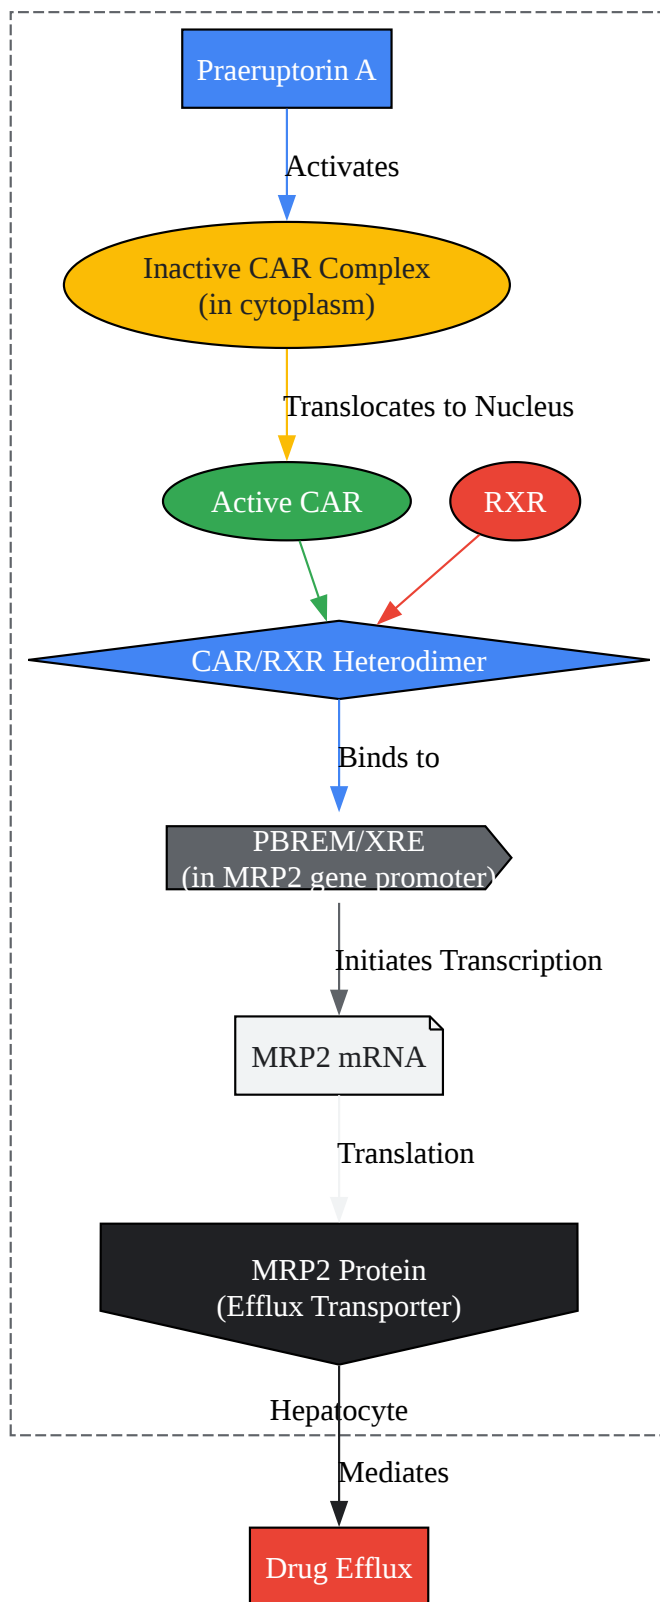 Praeruptorin A
Activates
Inactive CAR Complex
(in cytoplasm)
Translocates to Nucleus
Active CAR
RXR
CAR/RXR Heterodimer
Binds to
PBREM/XRE
(in MRP2 gene promoter)
Initiates Transcription
MRP2 mRNA
Translation
MRP2 Protein
(Efflux Transporter)
Hepatocyte
Mediates
Drug Efflux